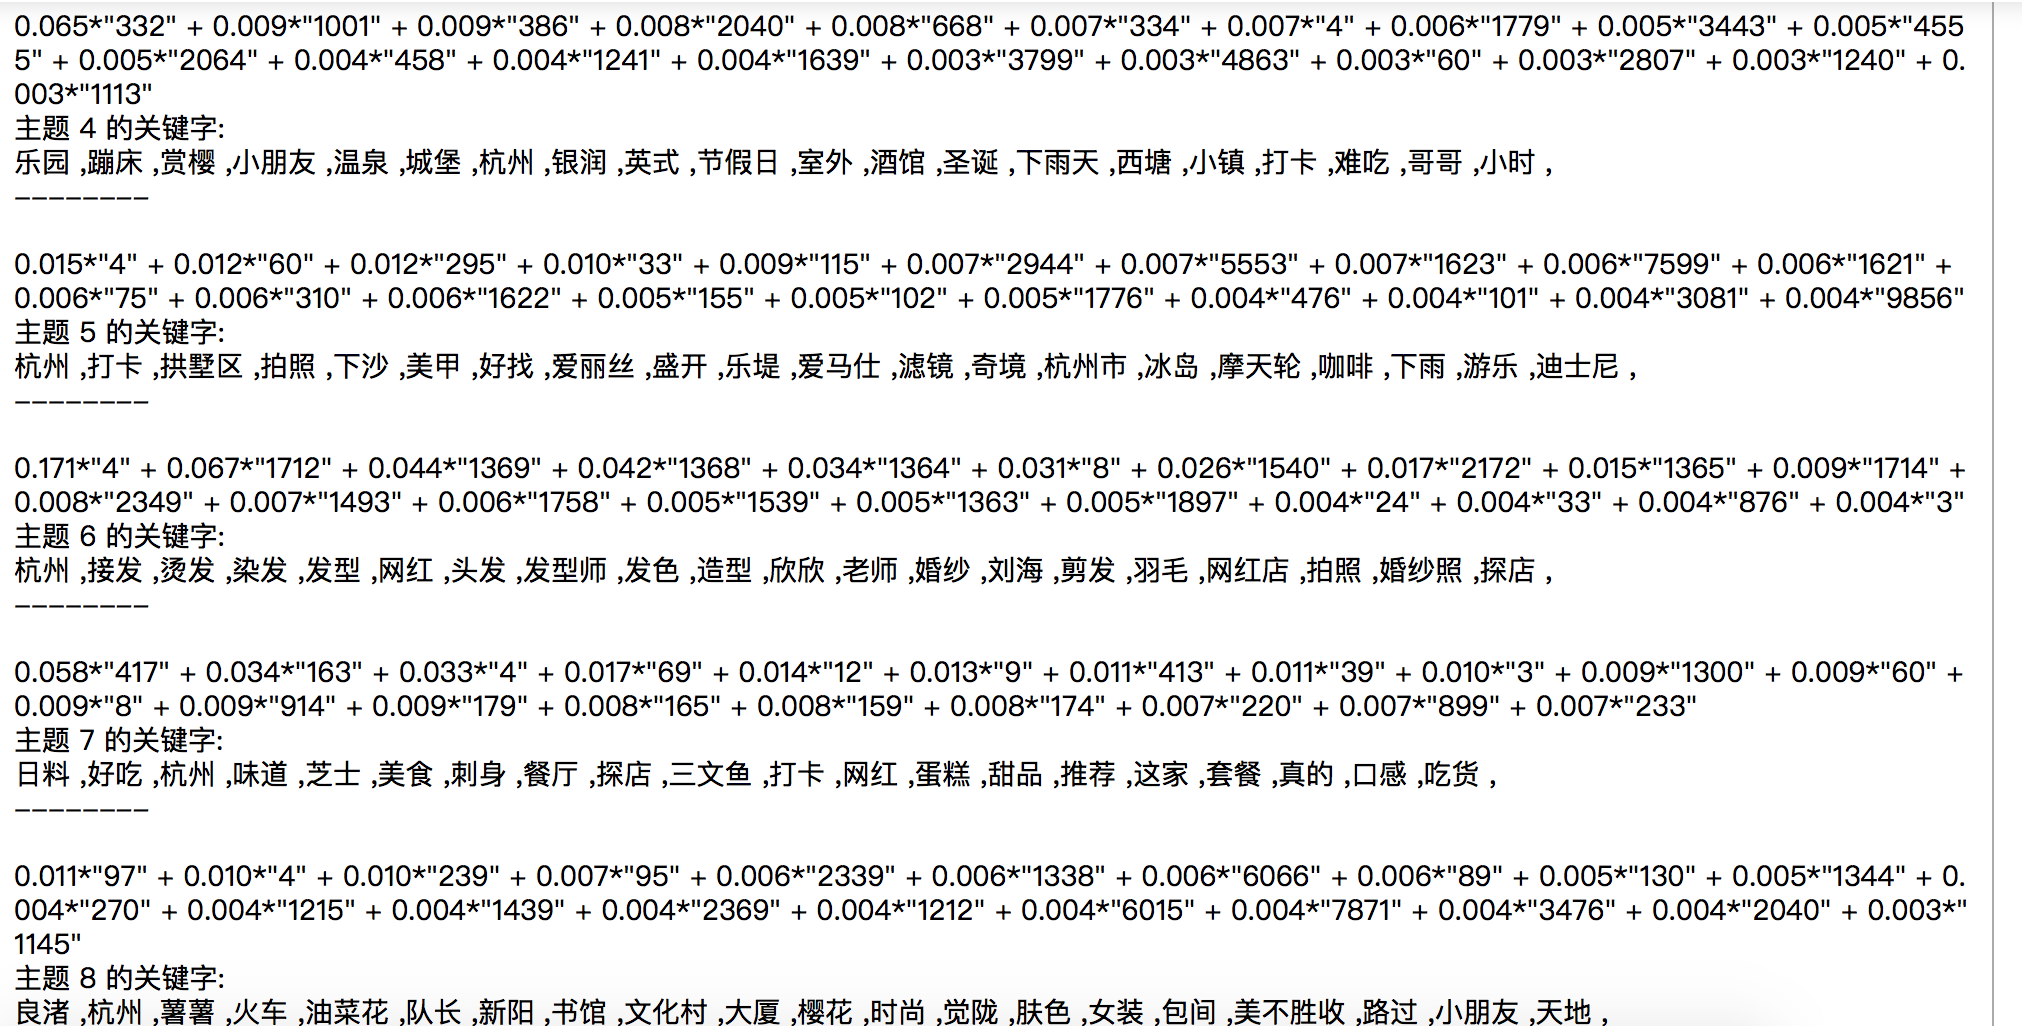 0.065*"332" + 0.009*"1001" + 0.009*"386" + 0.008*"2040" + 0.008*"668" + 0.007*"334" + 0.007*"4" + 0.006*"1779" + 0.005*"3443" + 0.005*"455
5" + 0.005*"2064" + 0.004*"458" + 0.004*"1241" + 0.004*"1639" + 0.003*"3799" + 0.003*"4863" + 0.003*"60" + 0.003*"2807" + 0.003*"1240" + 0.
003*"1113"
主题 4 的关键字:
乐园 ,蹦床 ,赏樱 ,小朋友 ,温泉 ,城堡 ,杭州 ,银润 ,英式 ,节假日 ,室外 ,酒馆 ,圣诞 ,下雨天 ,西塘 ,小镇 ,打卡 ,难吃 ,哥哥 ,小时 ,
--------
0.015*"4" + 0.012*"60" + 0.012*"295" + 0.010*"33" + 0.009*"115" + 0.007*"2944" + 0.007*"5553" + 0.007*"1623" + 0.006*"7599" + 0.006*"1621" +
0.006*"75" + 0.006*"310" + 0.006*"1622" + 0.005*"155" + 0.005*"102" + 0.005*"1776" + 0.004*"476" + 0.004*"101" + 0.004*"3081" + 0.004*"9856"
主题 5 的关键字:
杭州 ,打卡 ,拱墅区 ,拍照 ,下沙 ,美甲 ,好找 ,爱丽丝 ,盛开 ,乐堤 ,爱马仕 ,滤镜 ,奇境 ,杭州市 ,冰岛 ,摩天轮 ,咖啡 ,下雨 ,游乐 ,迪士尼 ,
--------
0.171*"4" + 0.067*"1712" + 0.044*"1369" + 0.042*"1368" + 0.034*"1364" + 0.031*"8" + 0.026*"1540" + 0.017*"2172" + 0.015*"1365" + 0.009*"1714" +
0.008*"2349" + 0.007*"1493" + 0.006*"1758" + 0.005*"1539" + 0.005*"1363" + 0.005*"1897" + 0.004*"24" + 0.004*"33" + 0.004*"876" + 0.004*"3"
主题 6 的关键字:
杭州 ,接发 ,烫发 ,染发 ,发型 ,网红 ,头发 ,发型师 ,发色 ,造型 ,欣欣 ,老师 ,婚纱 ,刘海 ,剪发 ,羽毛 ,网红店 ,拍照 ,婚纱照 ,探店 ,
--------
0.058*"417" + 0.034*"163" + 0.033*"4" + 0.017*"69" + 0.014*"12" + 0.013*"9" + 0.011*"413" + 0.011*"39" + 0.010*"3" + 0.009*"1300" + 0.009*"60" +
0.009*"8" + 0.009*"914" + 0.009*"179" + 0.008*"165" + 0.008*"159" + 0.008*"174" + 0.007*"220" + 0.007*"899" + 0.007*"233"
主题 7 的关键字:
日料 ,好吃 ,杭州 ,味道 ,芝士 ,美食 ,刺身 ,餐厅 ,探店 ,三文鱼 ,打卡 ,网红 ,蛋糕 ,甜品 ,推荐 ,这家 ,套餐 ,真的 ,口感 ,吃货 ,
--------
0.011*"97" + 0.010*"4" + 0.010*"239" + 0.007*"95" + 0.006*"2339" + 0.006*"1338" + 0.006*"6066" + 0.006*"89" + 0.005*"130" + 0.005*"1344" + 0.
004*"270" + 0.004*"1215" + 0.004*"1439" + 0.004*"2369" + 0.004*"1212" + 0.004*"6015" + 0.004*"7871" + 0.004*"3476" + 0.004*"2040" + 0.003*"
1145"
主题 8 的关键字:
良渚 ,杭州 ,薯薯 ,火车 ,油菜花 ,队长 ,新阳 ,书馆 ,文化村 ,大厦 ,樱花 ,时尚 ,觉陇 ,肤色 ,女装 ,包间 ,美不胜收 ,路过 ,小朋友 ,天地 ,